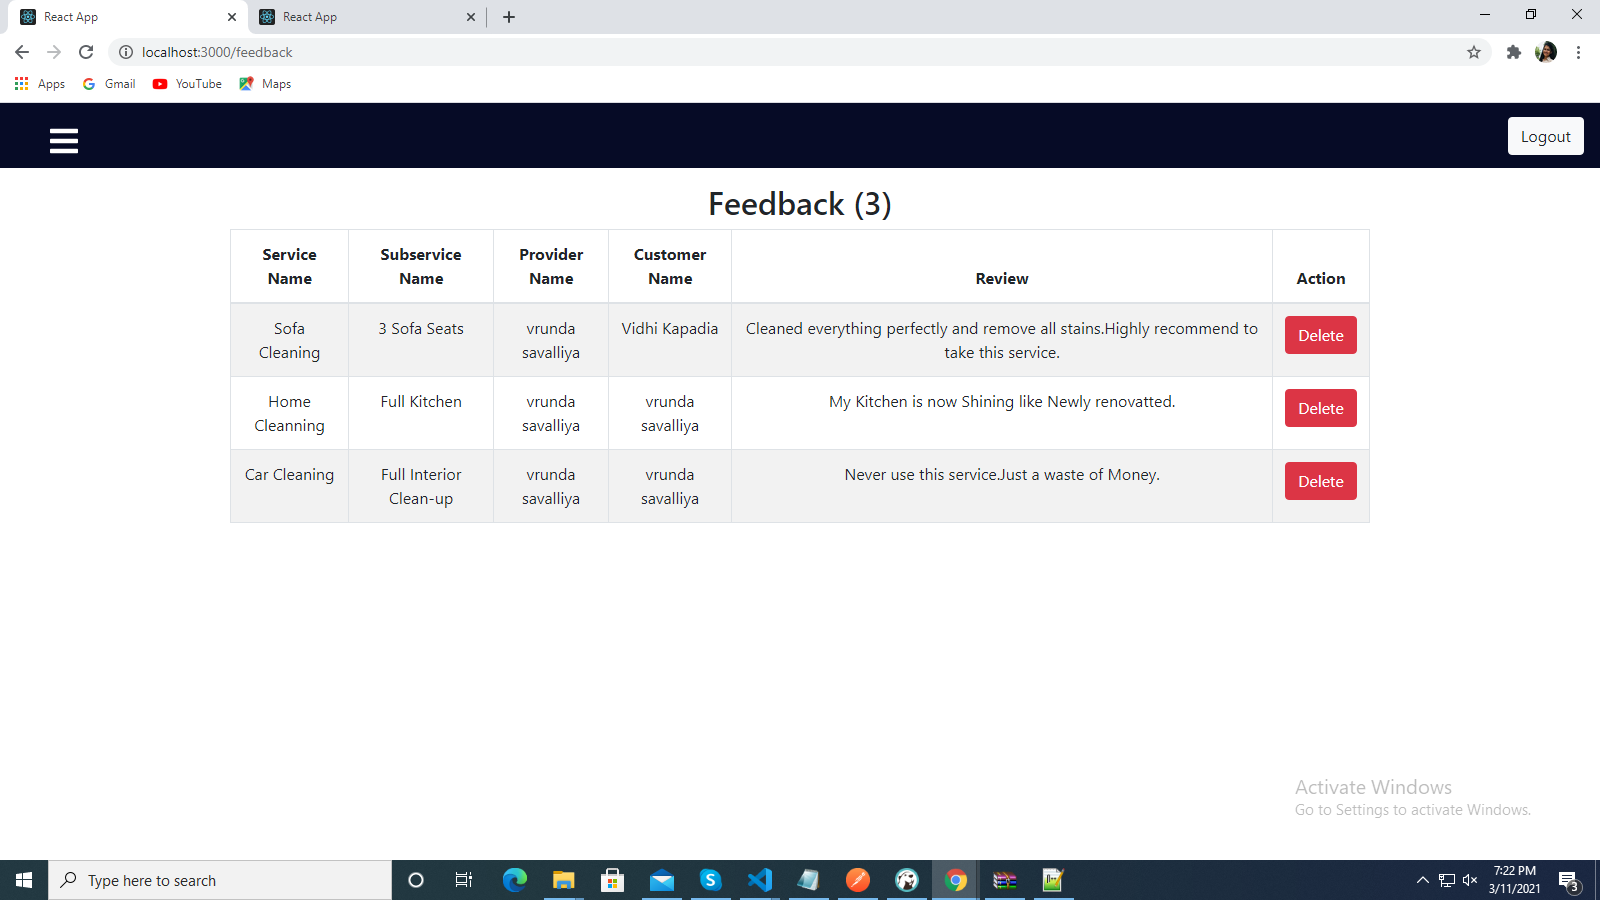 React App
React App
localhost:3000/feedback
Apps
Gmail
YouTube
Maps
Logout
Feedback (3)
Service Name
Subservice Name
Provider Name
Customer Name
Review
Action
Sofa Cleaning
3 Sofa Seats
vrunda savalliya
Vidhi Kapadia
Cleaned everything perfectly and remove all stains.Highly recommend to
take this service.
Delete
Home Cleanning
Full Kitchen
vrunda savalliya
vrunda savalliya
My Kitchen is now Shining like Newly renovatted.
Delete
Car Cleaning
Full Interior Clean-up
vrunda savalliya
vrunda savalliya
Never use this service.Just a waste of Money.
Delete
Activate Windows
Go to Settings to activate Windows.
Type here to search
7:22 PM
3/11/2021
3